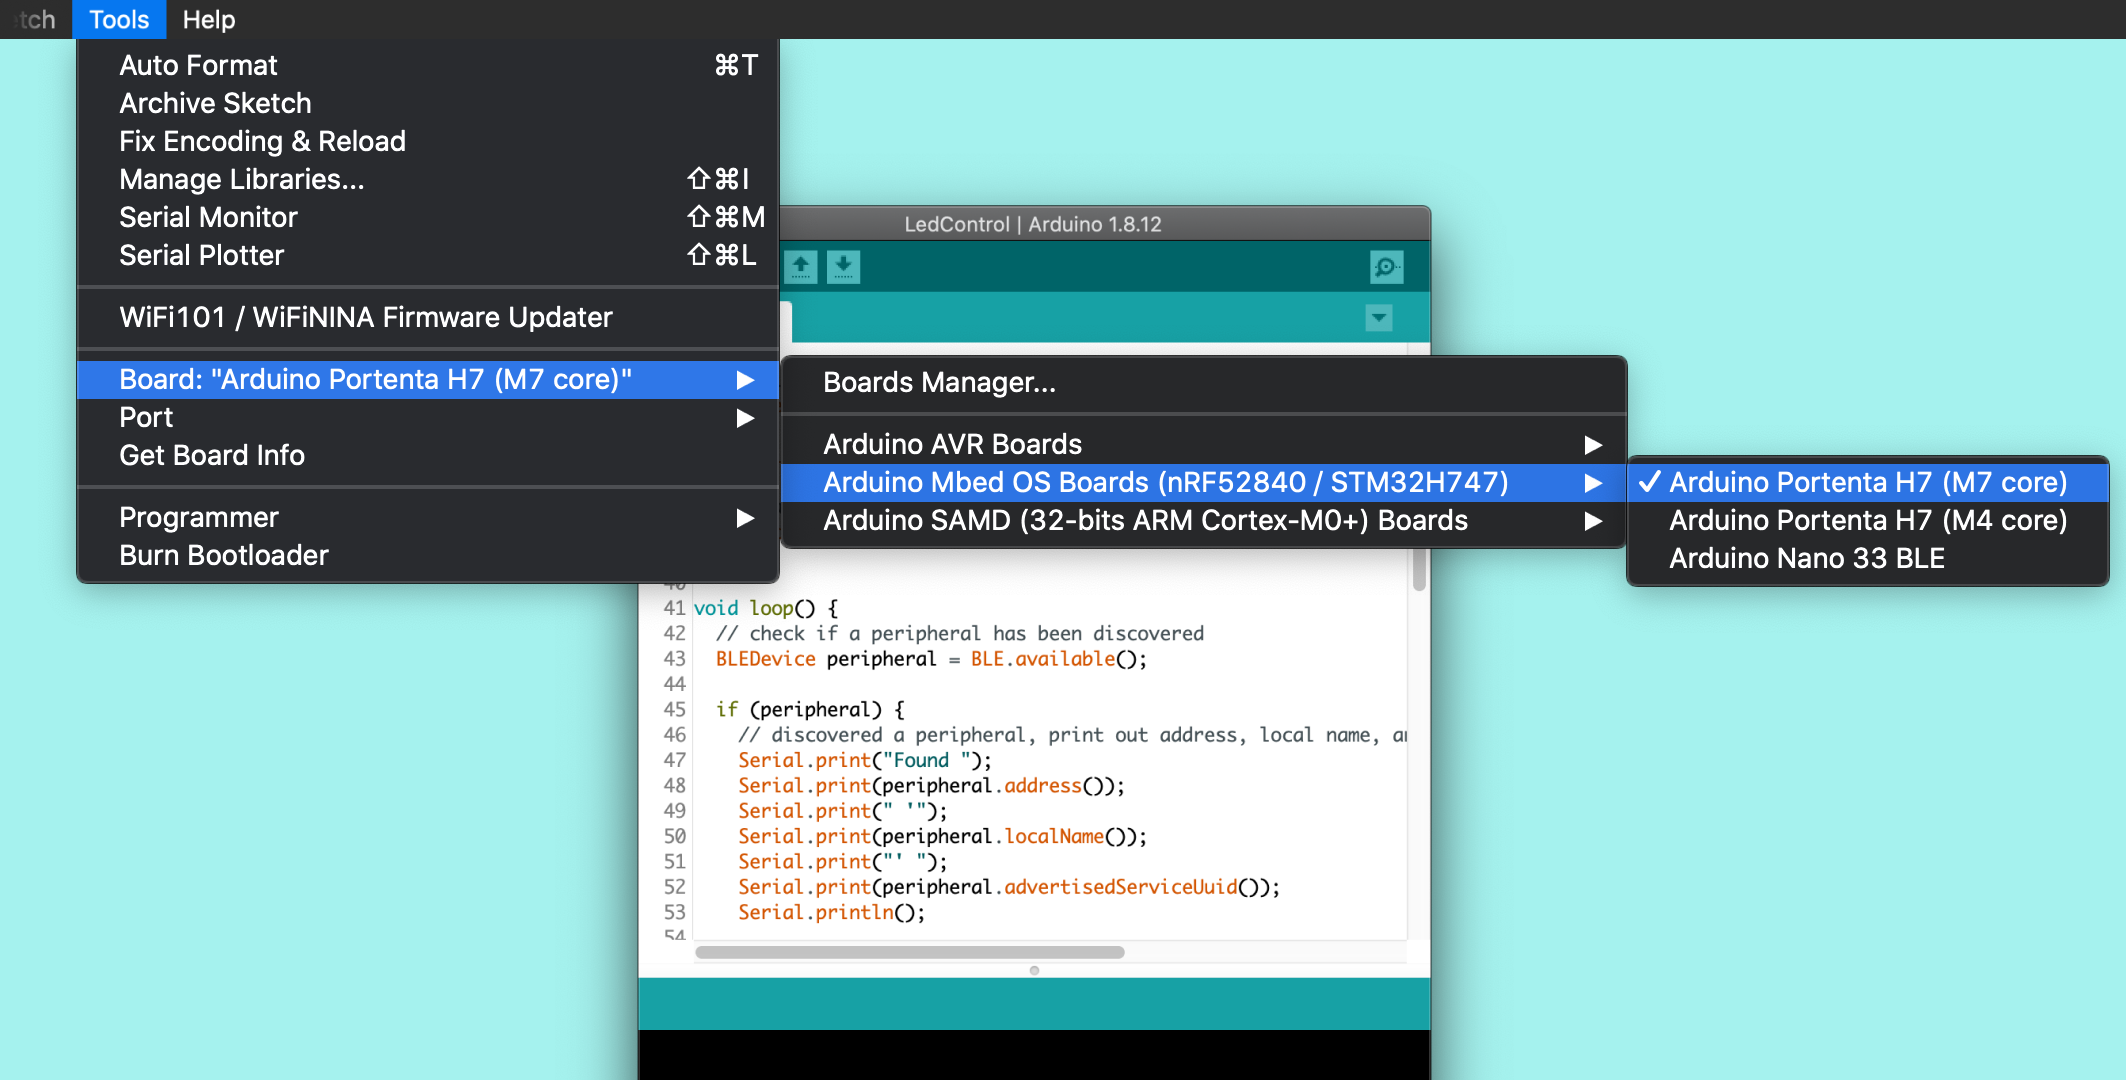 Tools Help
Auto Format ⌘T
Archive Sketch
Fix Encoding & Reload
Manage Libraries... ⇧⌘I
Serial Monitor ⇧⌘M
Serial Plotter ⇧⌘L
WiFi101 / WiFiNINA Firmware Updater
Board: "Arduino Portenta H7 (M7 core)"
Port
Get Board Info
Programmer
Burn Bootloader
Boards Manager...
Arduino AVR Boards
Arduino Mbed OS Boards (nRF52840 / STM32H747)
Arduino SAMD (32-bits ARM Cortex-M0+) Boards
✓ Arduino Portenta H7 (M7 core)
Arduino Portenta H7 (M4 core)
Arduino Nano 33 BLE
LedControl | Arduino 1.8.12
40
41 void loop() {
42 // check if a peripheral has been discovered
43 BLEDevice peripheral = BLE.available();
44
45 if (peripheral) {
46 // discovered a peripheral, print out address, local name,
47 Serial.print("Found ");
48 Serial.print(peripheral.address());
49 Serial.print(" '");
50 Serial.print(peripheral.localName());
51 Serial.print("' ");
52 Serial.print(peripheral.advertisedServiceUuid());
53 Serial.println();
54